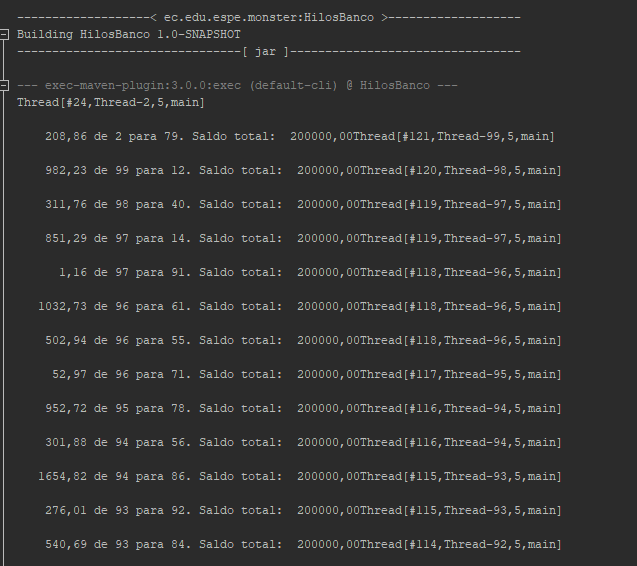 -------------------< ec.edu.espe.monster:HilosBanco >-------------------
Building HilosBanco 1.0-SNAPSHOT
--------------------------------[ jar ]---------------------------------
--- exec-maven-plugin:3.0.0:exec (default-cli) @ HilosBanco ---
Thread[#24,Thread-2,5,main]
208,86 de 2 para 79. Saldo total:  200000,00Thread[#121,Thread-99,5,main]
982,23 de 99 para 12. Saldo total:  200000,00Thread[#120,Thread-98,5,main]
311,76 de 98 para 40. Saldo total:  200000,00Thread[#119,Thread-97,5,main]
851,29 de 97 para 14. Saldo total:  200000,00Thread[#119,Thread-97,5,main]
1,16 de 97 para 91. Saldo total:  200000,00Thread[#118,Thread-96,5,main]
1032,73 de 96 para 61. Saldo total:  200000,00Thread[#118,Thread-96,5,main]
502,94 de 96 para 55. Saldo total:  200000,00Thread[#118,Thread-96,5,main]
52,97 de 96 para 71. Saldo total:  200000,00Thread[#117,Thread-95,5,main]
952,72 de 95 para 78. Saldo total:  200000,00Thread[#116,Thread-94,5,main]
301,88 de 94 para 56. Saldo total:  200000,00Thread[#116,Thread-94,5,main]
1654,82 de 94 para 86. Saldo total:  200000,00Thread[#115,Thread-93,5,main]
276,01 de 93 para 92. Saldo total:  200000,00Thread[#115,Thread-93,5,main]
540,69 de 93 para 84. Saldo total:  200000,00Thread[#114,Thread-92,5,main]